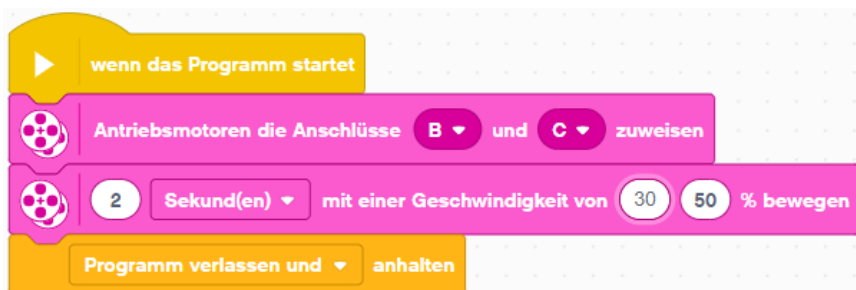 wenn das Programm startet
Antriebsmotoren die Anschlüsse B und C zuweisen
2 Sekund(en) mit einer Geschwindigkeit von 30 50 % bewegen
Programm verlassen und anhalten